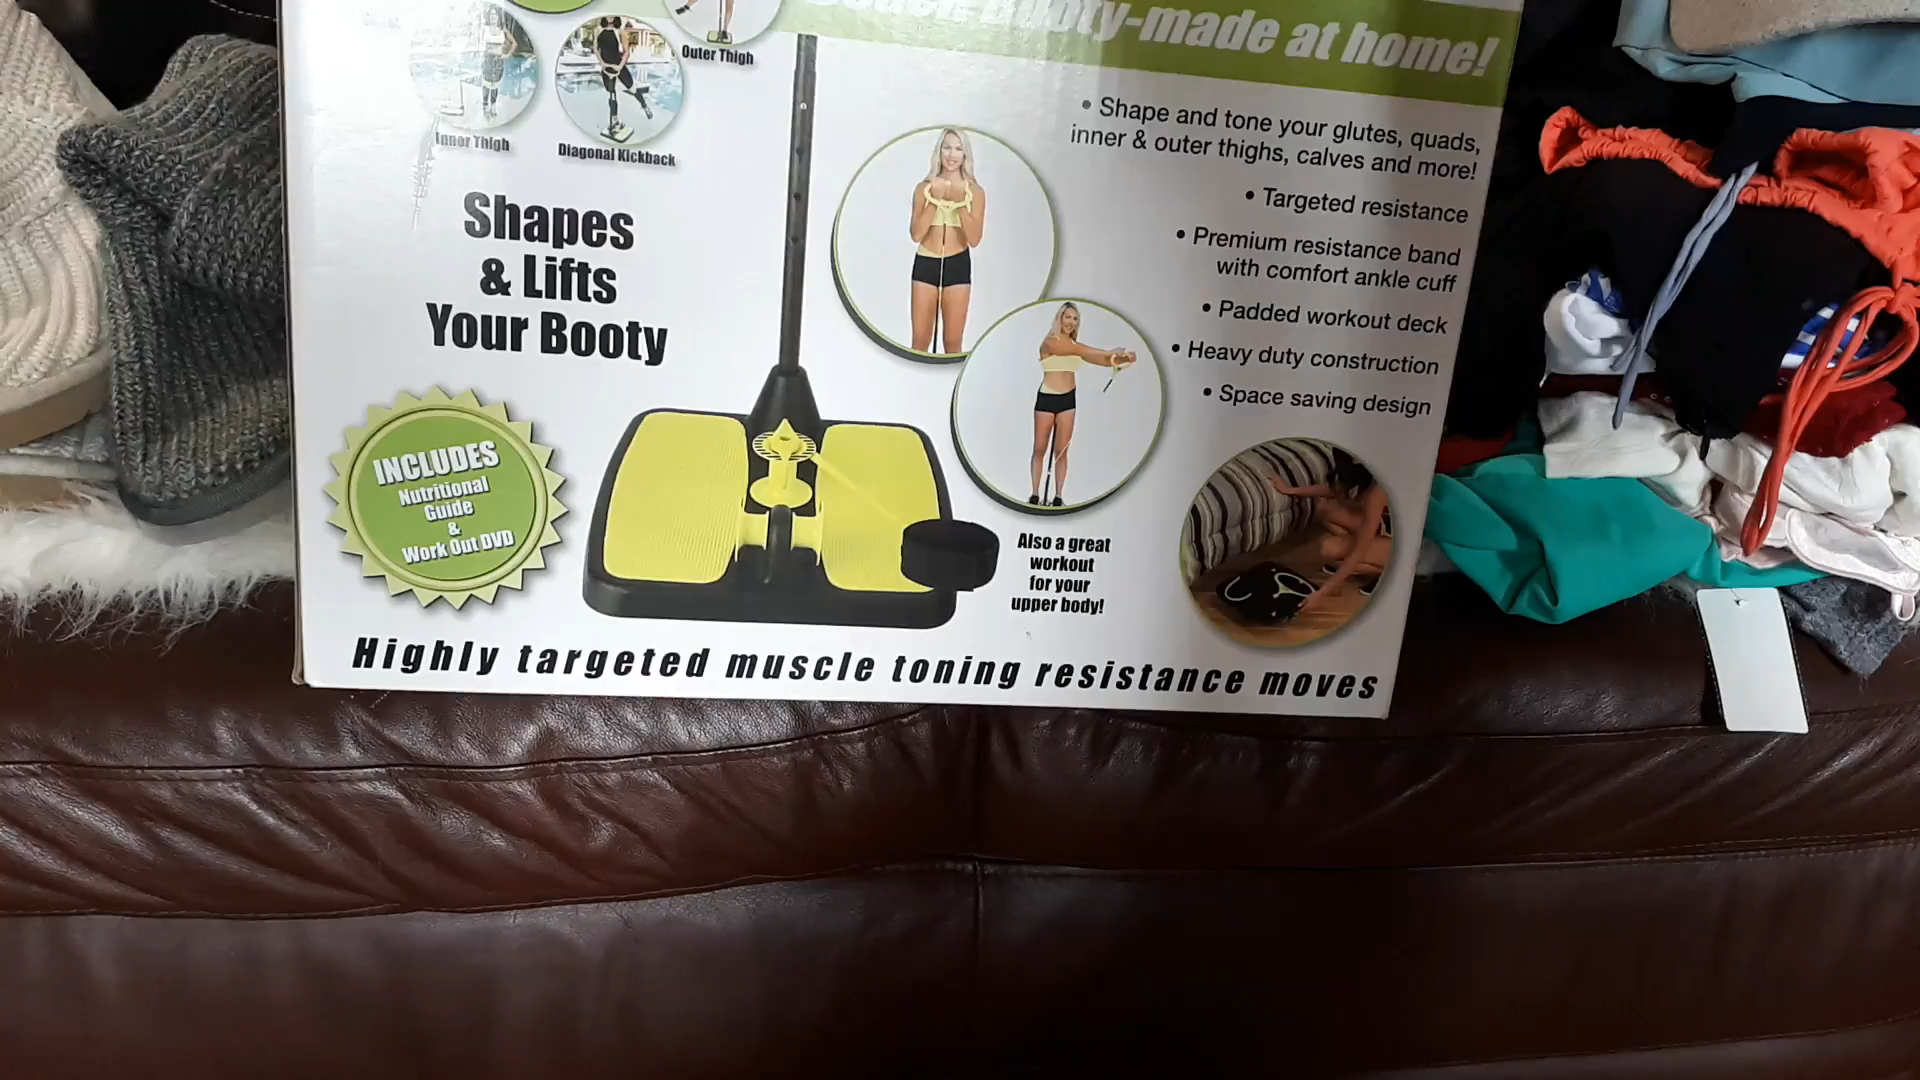 Booty-made at home!
Outer Thigh
Inner Thigh
Diagonal Kickback
• Shape and tone your glutes, quads,
inner & outer thighs, calves and more!
• Targeted resistance
• Premium resistance band
with comfort ankle cuff
• Padded workout deck
• Heavy duty construction
• Space saving design
Shapes
& Lifts
Your Booty
INCLUDES
Nutritional
Guide
&
Work Out DVD
Also a great
workout
for your
upper body!
Highly targeted muscle toning resistance moves